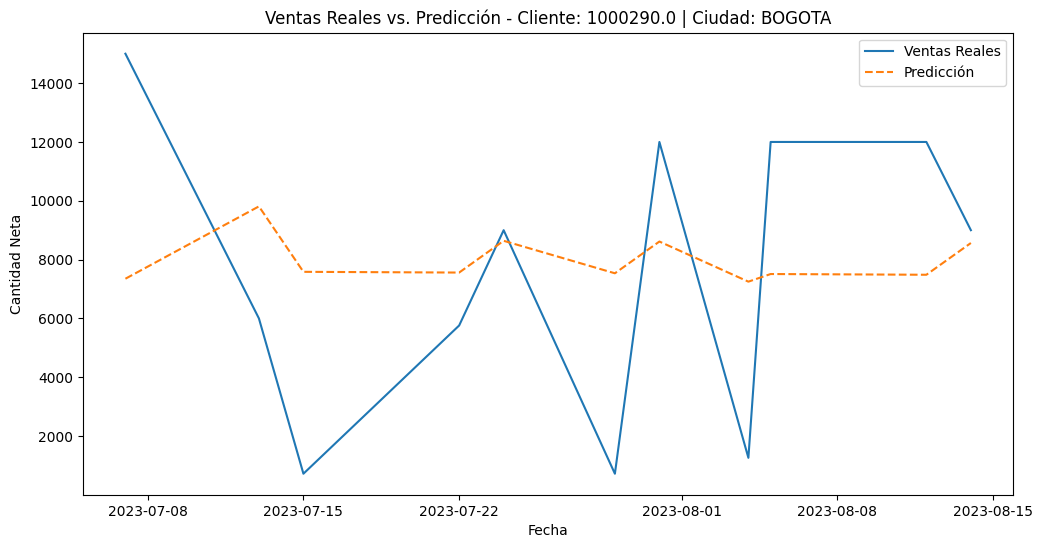 Ventas Reales vs. Predicción - Cliente: 1000290.0 | Ciudad: BOGOTA
Ventas Reales
Predicción
Cantidad Neta
14000
12000
10000
8000
6000
4000
2000
2023-07-08
2023-07-15
2023-07-22
2023-08-01
2023-08-08
2023-08-15
Fecha